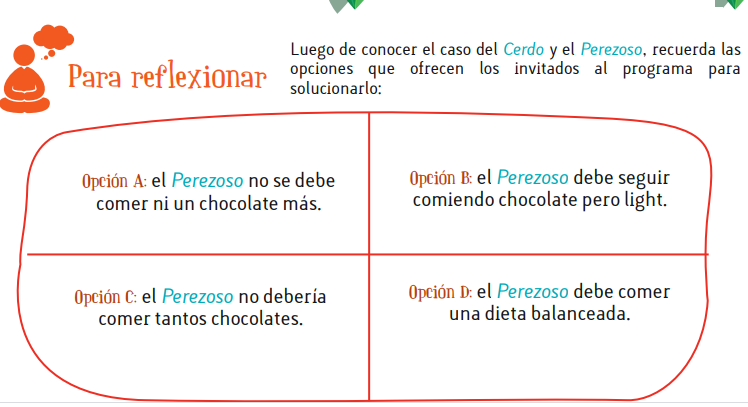 Para reflexionar
Luego de conocer el caso del Cerdo y el Perezoso, recuerda las
opciones que ofrecen los invitados al programa para
solucionarlo:
Opción A: el Perezoso no se debe
comer ni un chocolate más.
Opción B: el Perezoso debe seguir
comiendo chocolate pero light.
Opción C: el Perezoso no debería
comer tantos chocolates.
Opción D: el Perezoso debe comer
una dieta balanceada.